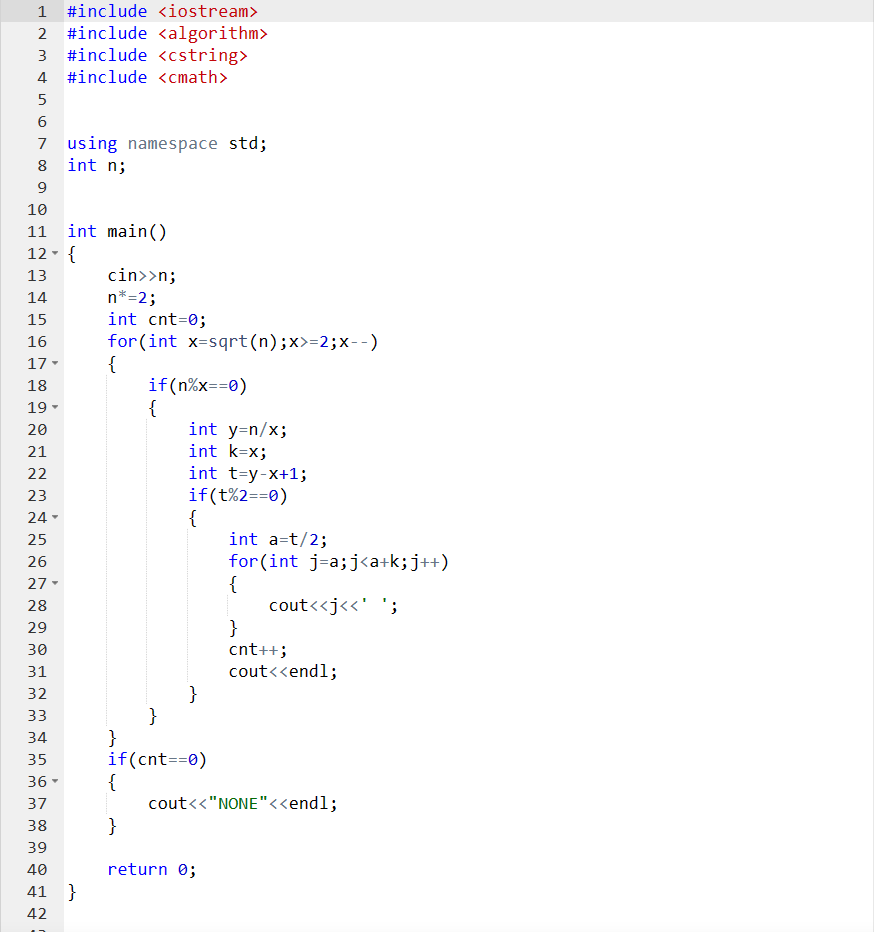 1 #include <iostream>
2 #include <algorithm>
3 #include <cstring>
4 #include <cmath>
5
6
7 using namespace std;
8 int n;
9
10
11 int main()
12 {
13     cin>>n;
14     n*=2;
15     int cnt=0;
16     for(int x=sqrt(n);x>=2;x--)
17     {
18         if(n%x==0)
19         {
20             int y=n/x;
21             int k=x;
22             int t=y-x+1;
23             if(t%2==0)
24             {
25                 int a=t/2;
26                 for(int j=a;j<a+k;j++)
27                 {
28                     cout<<j<<' ';
29                 }
30                 cnt++;
31                 cout<<endl;
32             }
33         }
34     }
35     if(cnt==0)
36     {
37         cout<<"NONE"<<endl;
38     }
39
40     return 0;
41 }
42